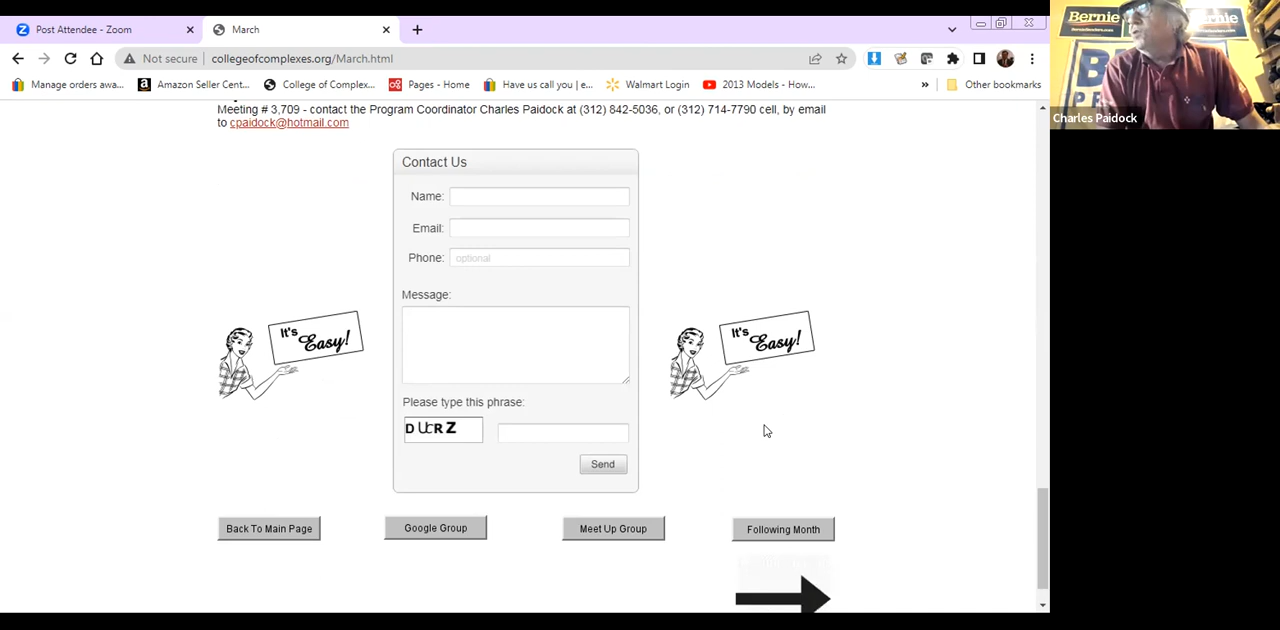 Post Attendee - Zoom
March
Not secure
collegeofcomplexes.org/March.html
Manage orders awa...
Amazon Seller Cent...
College of Complex...
Pages - Home
Have us call you | e...
Walmart Login
2013 Models - How...
»
Other bookmarks
Bernie
Bernie
Charles Paidock
Meeting # 3,709 - contact the Program Coordinator Charles Paidock at (312) 842-5036, or (312) 714-7790 cell, by email
to cpaidock@hotmail.com
Contact Us
Name:
Email:
Phone: optional
Message:
It's Easy!
It's Easy!
Please type this phrase:
D U c R Z
Send
Back To Main Page
Google Group
Meet Up Group
Following Month